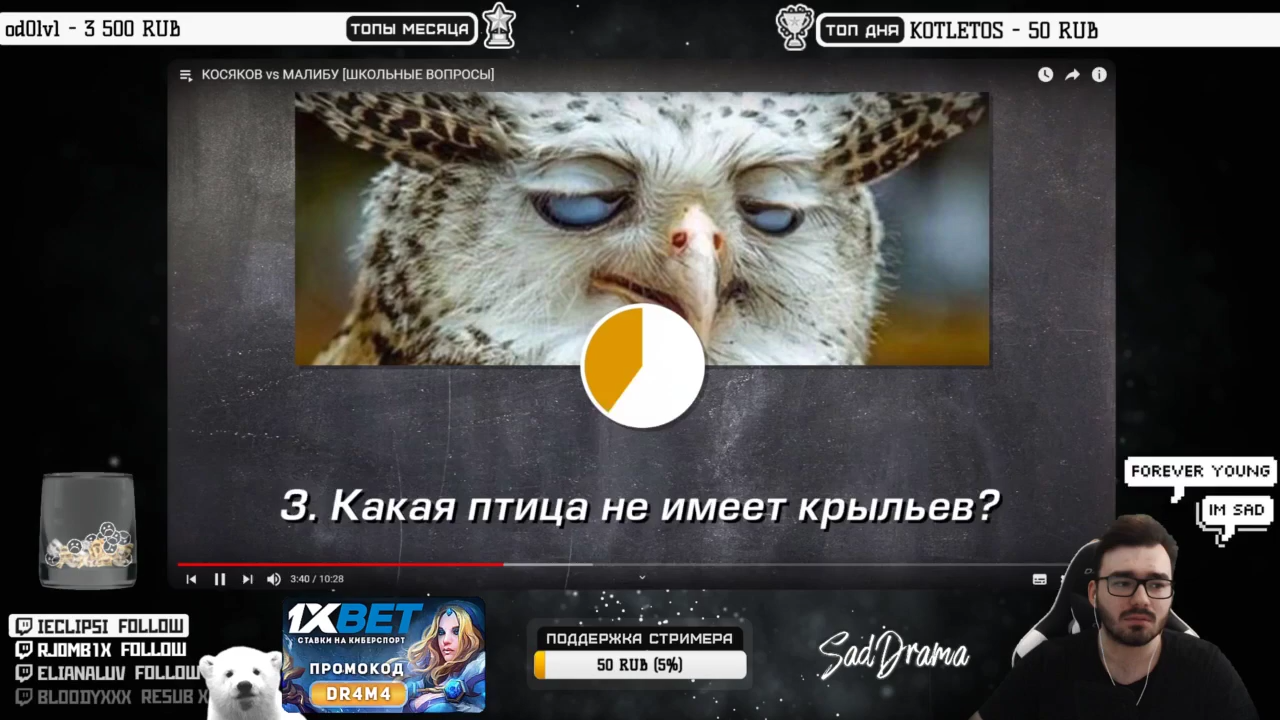 od0lvl - 3 500 RUB
ТОПЫ МЕСЯЦА
ТОП ДНЯ
KOTLETOS - 50 RUB
КОСЯКОВ vs МАЛИБУ [ШКОЛЬНЫЕ ВОПРОСЫ]
3. Какая птица не имеет крыльев?
3:40 / 10:28
FOREVER YOUNG
IM SAD
IECLIPSI FOLLOW
RJOMB1X FOLLOW
ELIANALUV FOLLOW
BLOODYXXX RESUB X
1XBET
СТАВКИ НА КИБЕРСПОРТ
ПРОМОКОД
DR4M4
ПОДДЕРЖКА СТРИМЕРА
50 RUB (5%)
SadDrama